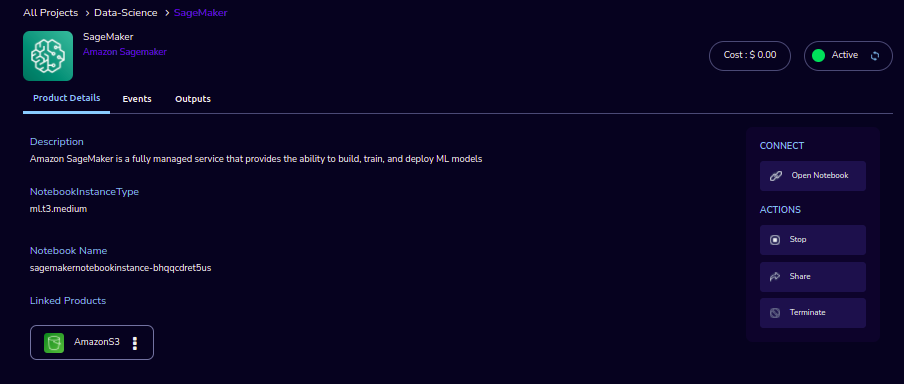 All Projects > Data-Science > SageMaker
SageMaker
Amazon Sagemaker
Cost : $ 0.00
Active
Product Details
Events
Outputs
Description
Amazon SageMaker is a fully managed service that provides the ability to build, train, and deploy ML models
NotebookInstanceType
ml.t3.medium
Notebook Name
sagemakernotebookinstance-bhqqcdret5us
Linked Products
AmazonS3
CONNECT
Open Notebook
ACTIONS
Stop
Share
Terminate